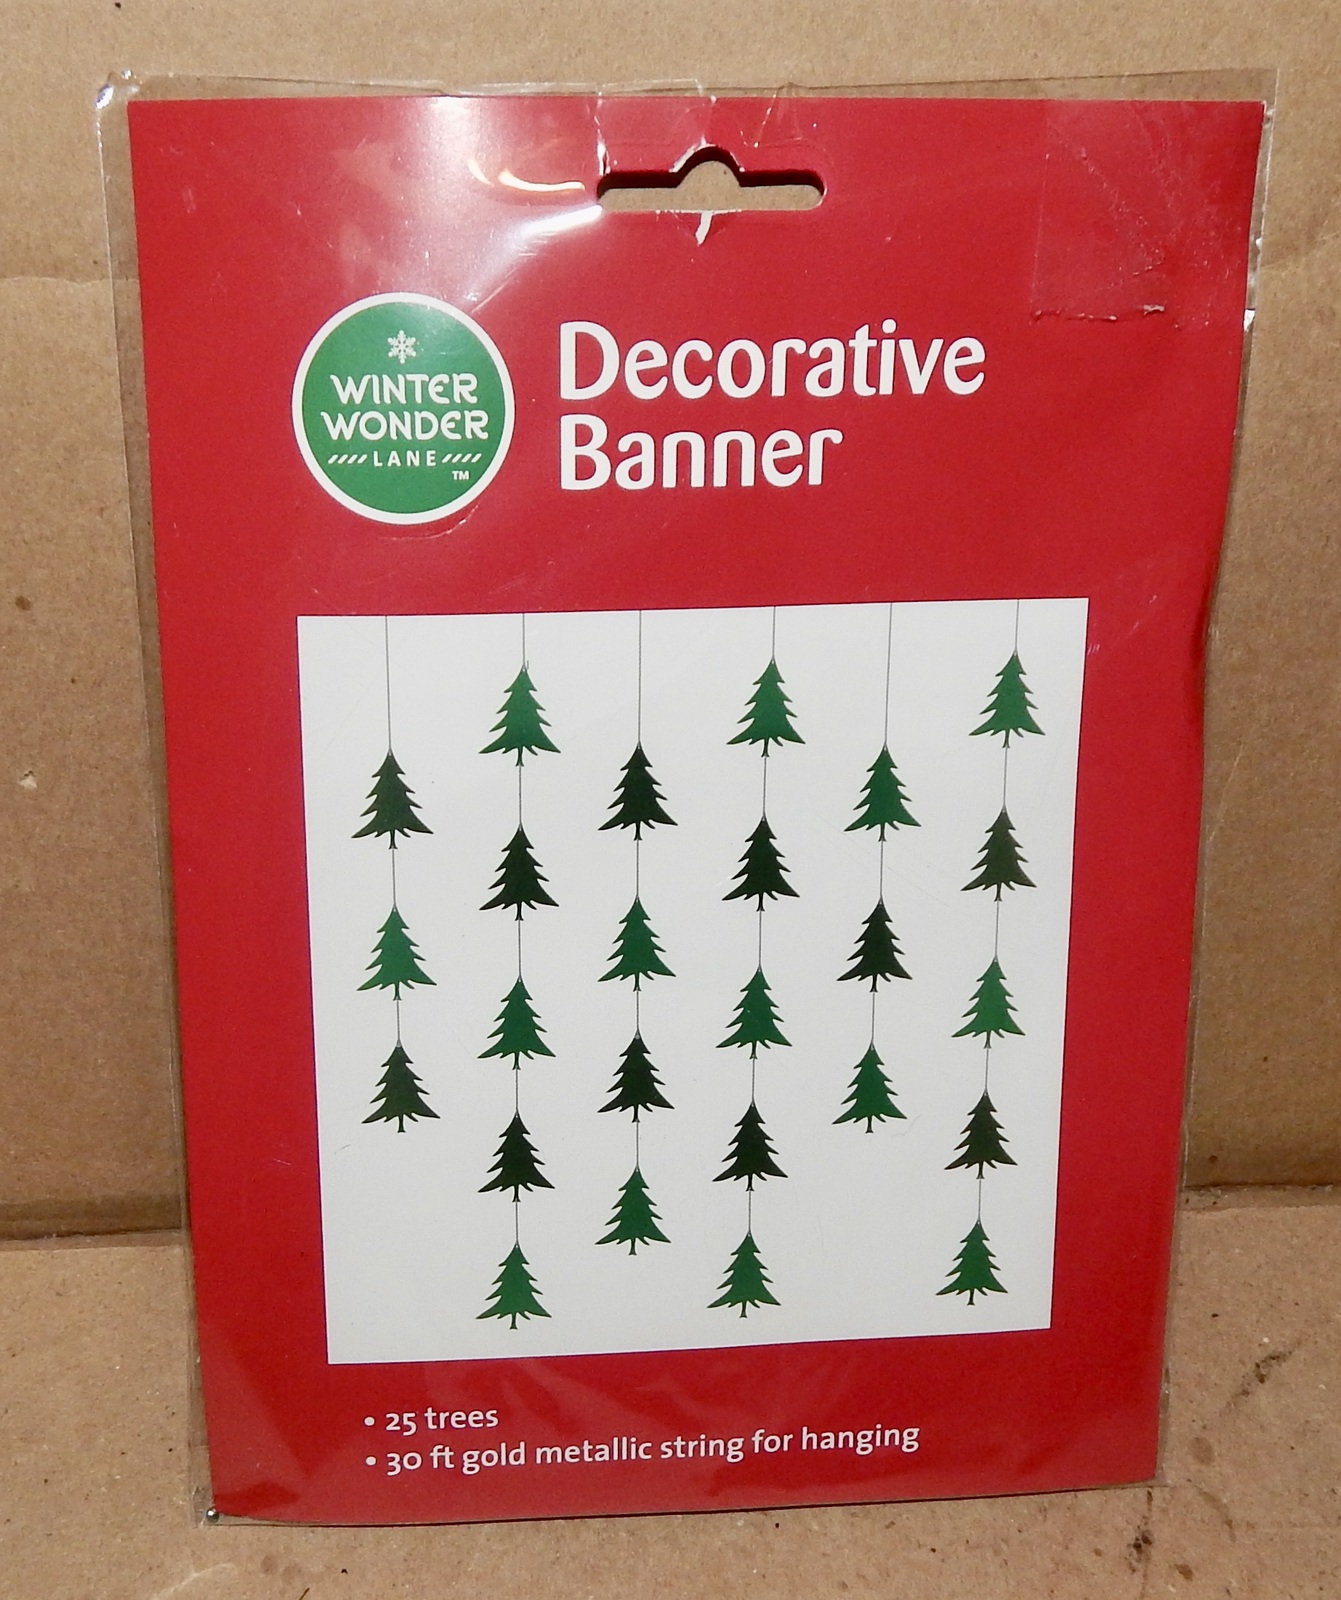 WINTER
WONDER
LANE
TM
Decorative
Banner
• 25 trees
• 30 ft gold metallic string for hanging